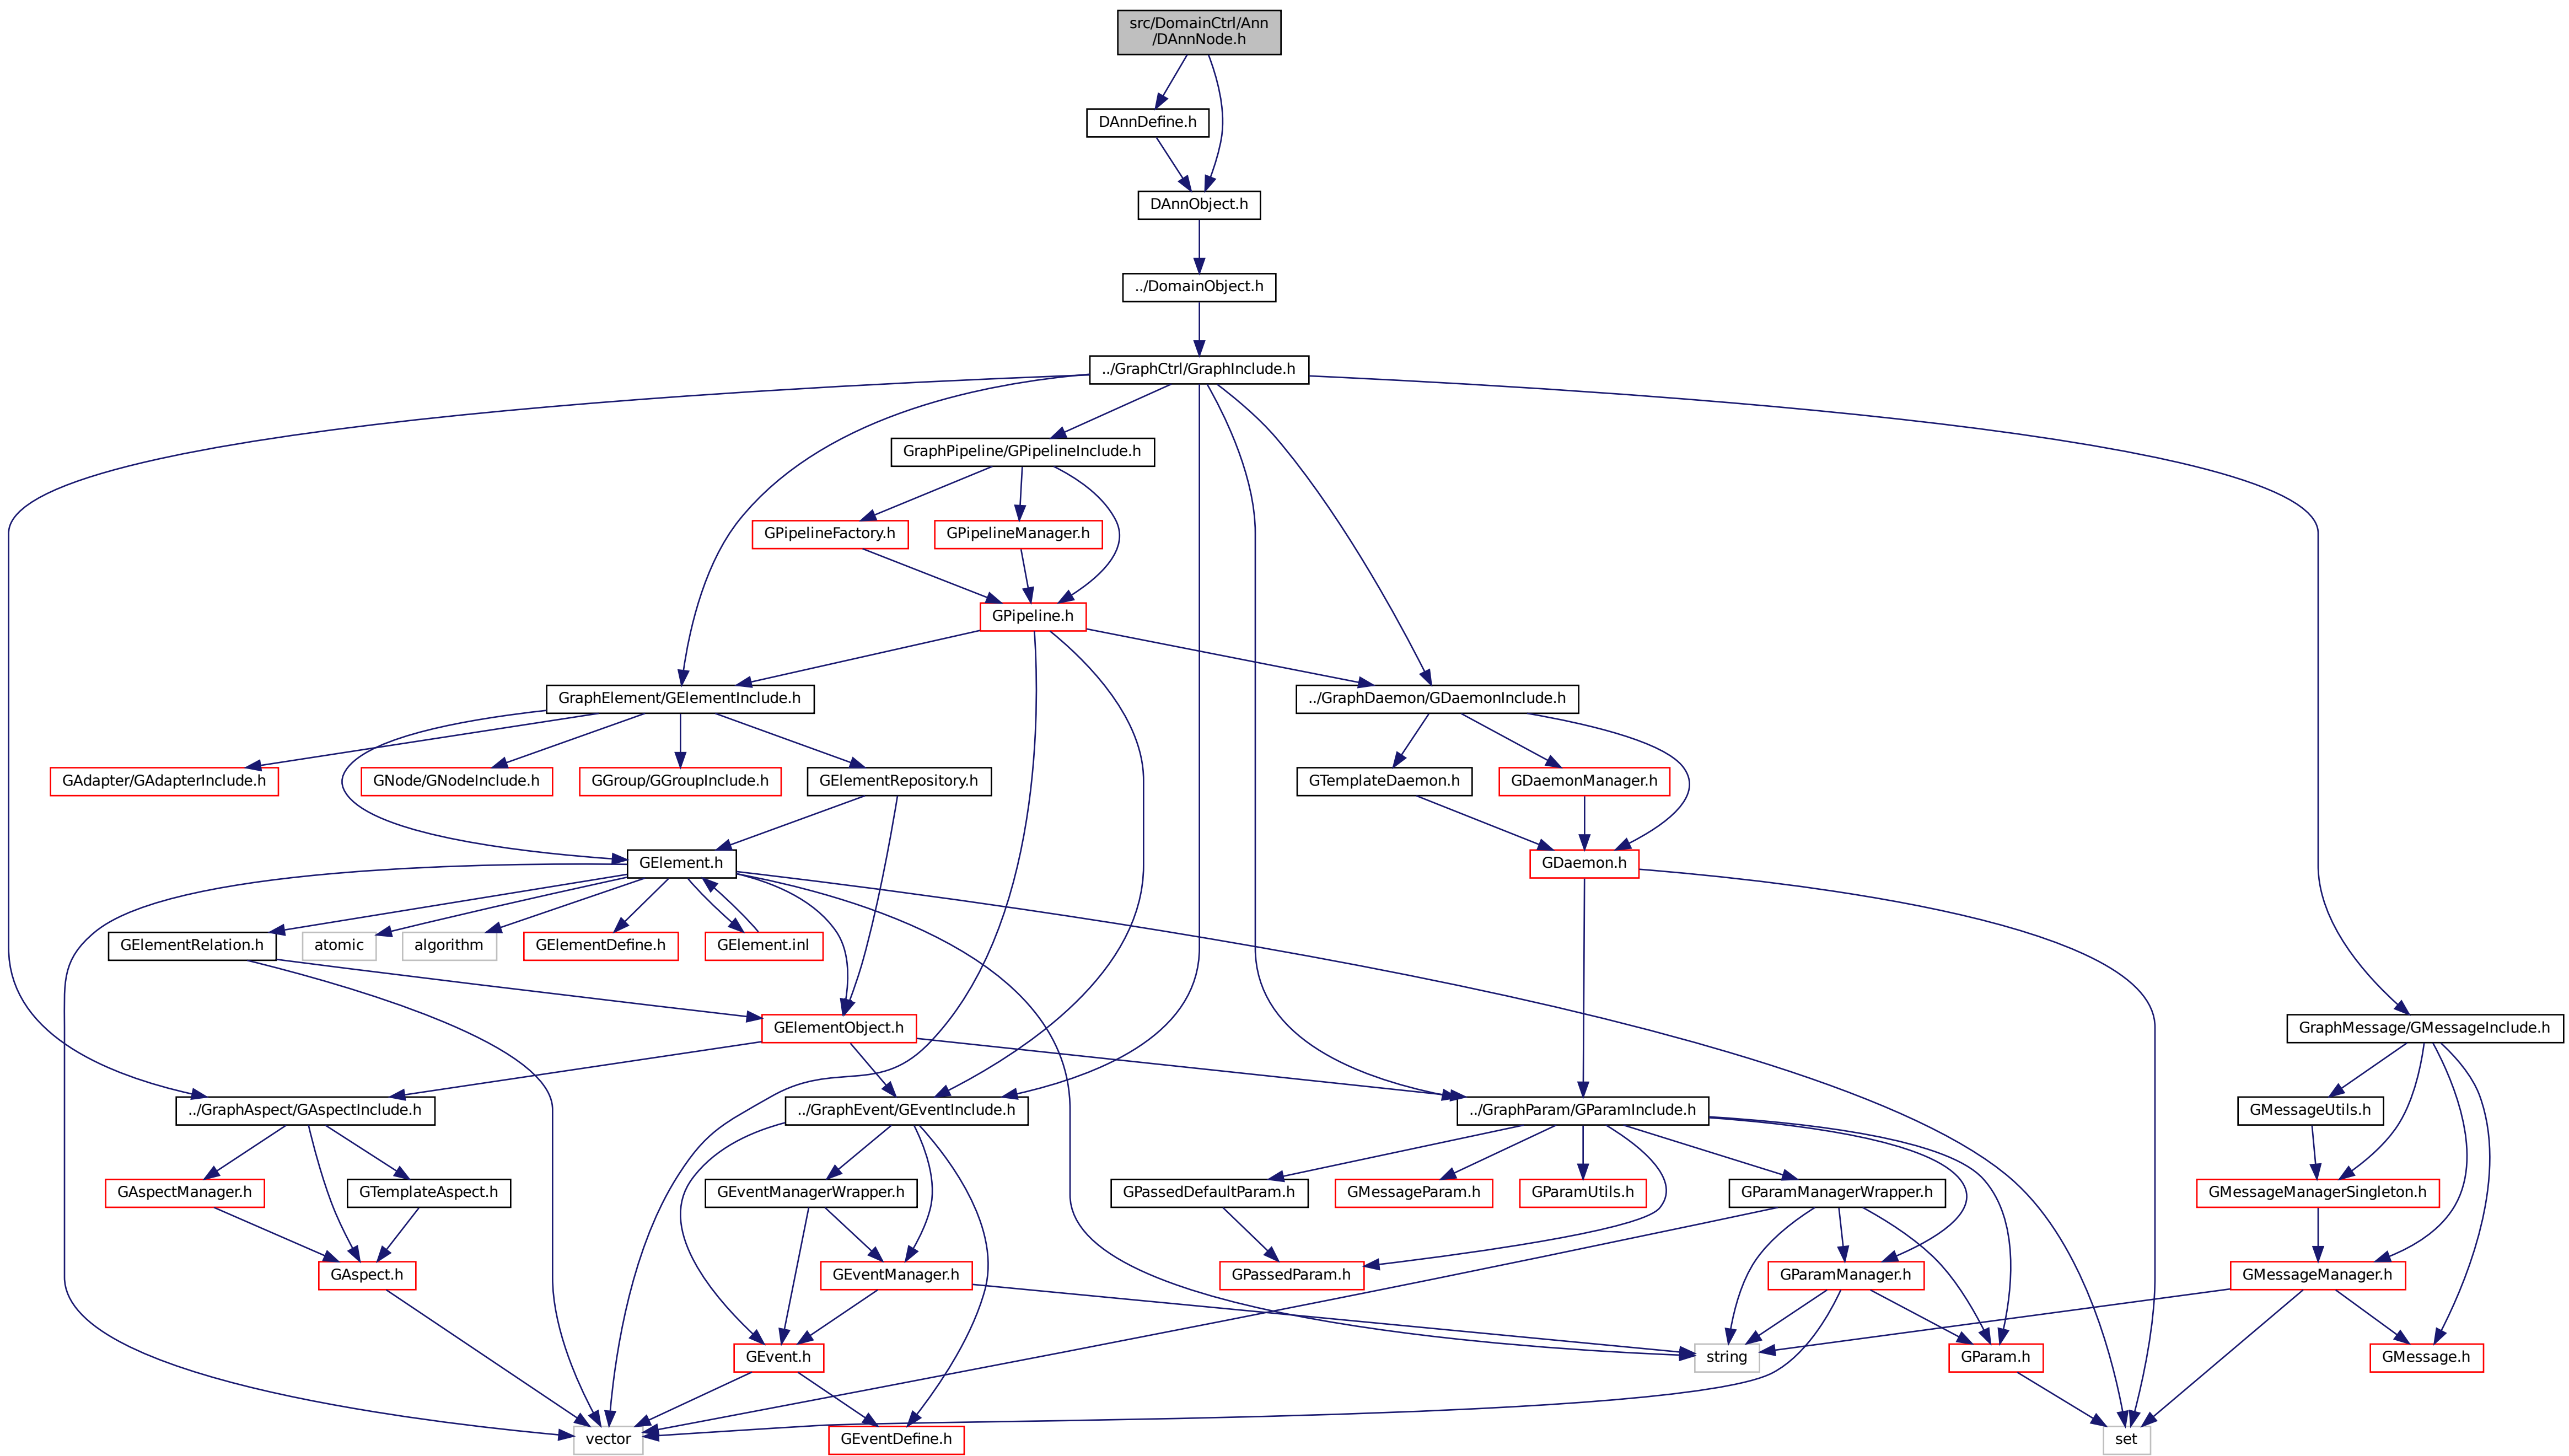 src/DomainCtrl/Ann
/DAnnNode.h
DAnnDefine.h
DAnnObject.h
../DomainObject.h
../GraphCtrl/GraphInclude.h
GraphPipeline/GPipelineInclude.h
GPipelineFactory.h
GPipelineManager.h
GPipeline.h
GraphElement/GElementInclude.h
../GraphDaemon/GDaemonInclude.h
GAdapter/GAdapterInclude.h
GNode/GNodeInclude.h
GGroup/GGroupInclude.h
GElementRepository.h
GTemplateDaemon.h
GDaemonManager.h
GElement.h
GDaemon.h
GElementRelation.h
atomic
algorithm
GElementDefine.h
GElement.inl
GElementObject.h
GraphMessage/GMessageInclude.h
../GraphAspect/GAspectInclude.h
../GraphEvent/GEventInclude.h
../GraphParam/GParamInclude.h
GMessageUtils.h
GAspectManager.h
GTemplateAspect.h
GEventManagerWrapper.h
GPassedDefaultParam.h
GMessageParam.h
GParamUtils.h
GParamManagerWrapper.h
GMessageManagerSingleton.h
GAspect.h
GEventManager.h
GPassedParam.h
GParamManager.h
GMessageManager.h
GEvent.h
string
GParam.h
GMessage.h
vector
GEventDefine.h
set